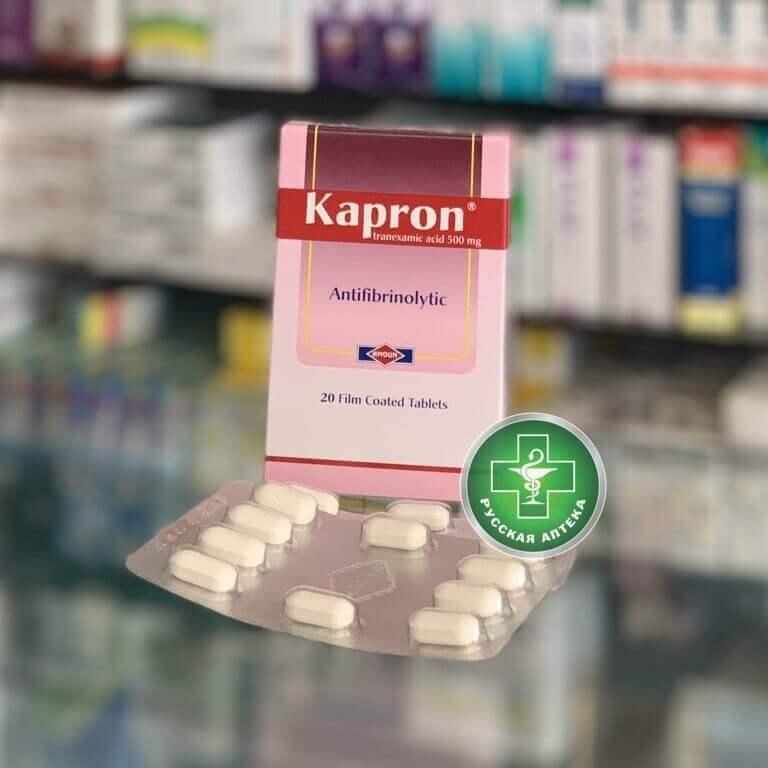 Kapron®
tranexamic acid 500 mg
Antifibrinolytic
AMOUN
20 Film Coated Tablets
РУССКАЯ АПТЕКА